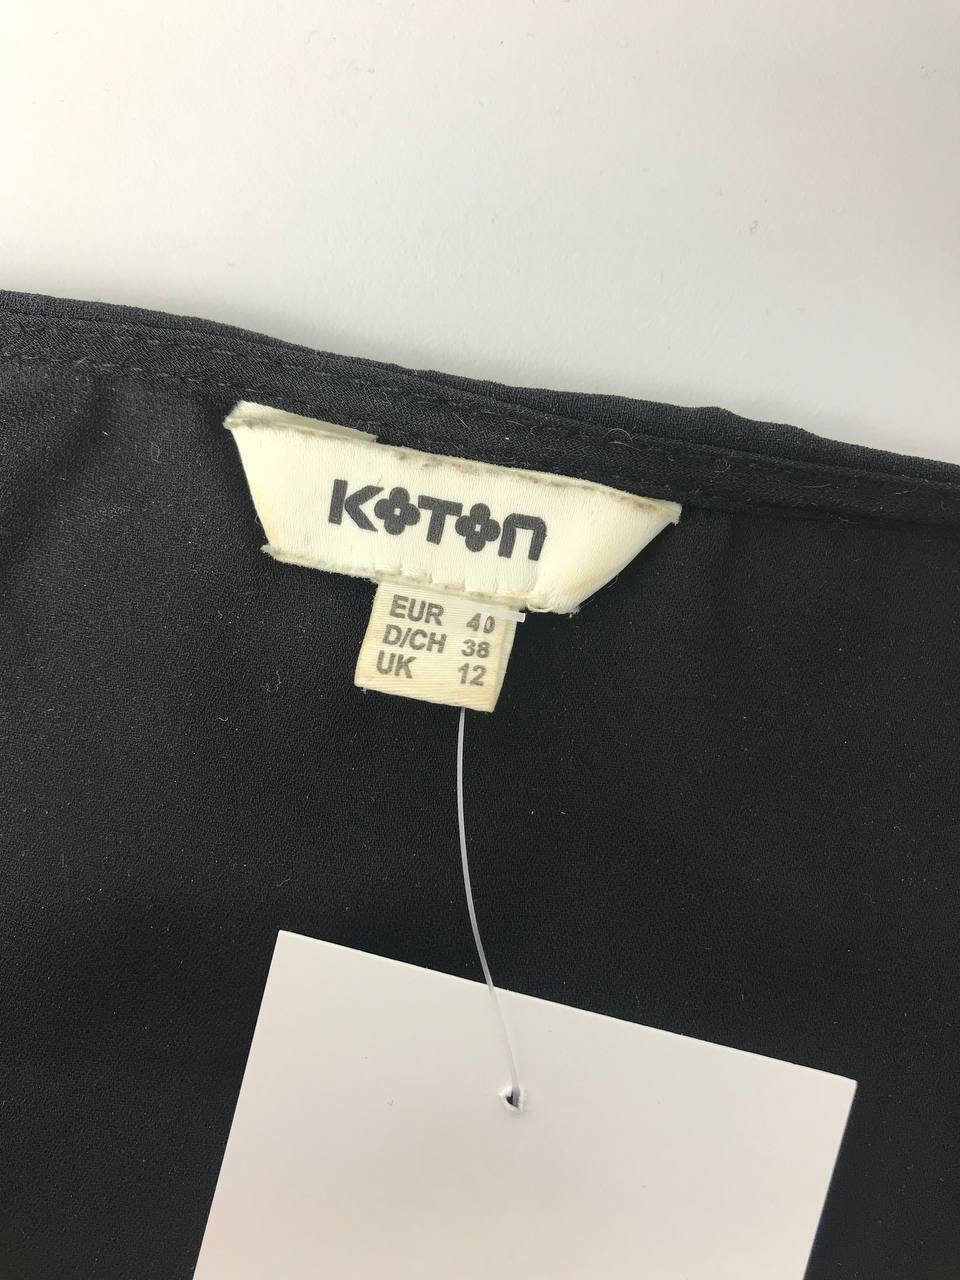 KOTON
EUR 40
D/CH 38
UK 12